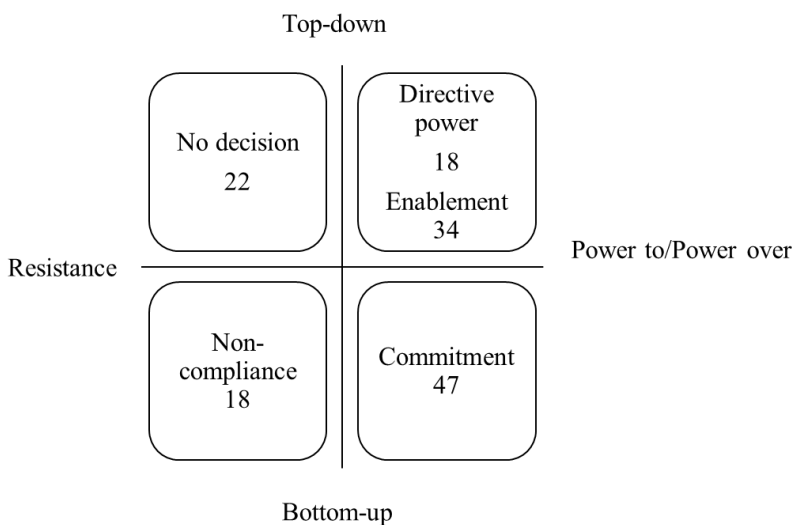 Top-down
No decision
22
Directive
power
18
Enablement
34
Resistance
Power to/Power over
Non-
compliance
18
Commitment
47
Bottom-up